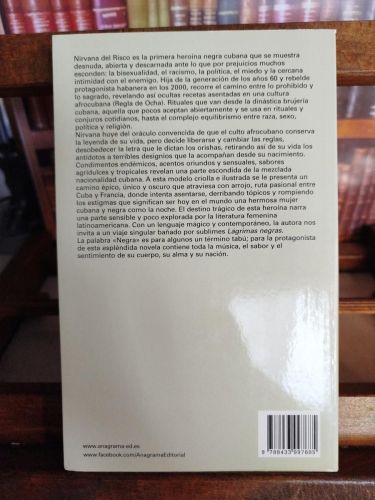 Nirvana del Risco es la primera heroína negra cubana que se muestra
desnuda, abierta y descarnada ante lo que por prejuicios muchos
esconden: la bisexualidad, el racismo, la política, el miedo y la cercana
intimidad con el enemigo. Hija de la generación de los años 60 y rebelde
protagonista habanera en los 2000, recorre el camino entre lo prohibido y
lo sagrado, revelando así ocultas recetas asentadas en una cultura
afrocubana (Regla de Ocha). Rituales que van desde la dinástica brujería
cubana, aquella que pocos aceptan abiertamente y se usa en rituales y
conjuros cotidianos, hasta el complejo equilibrio entre raza, sexo,
política y religión.
Nirvana huye del oráculo convencida de que el culto afrocubano conserva
la leyenda de su vida, pero decide liberarse y cambiar las reglas,
desobedecer la letra que le dictan los orishas, retirando así de su vida los
antídotos a terribles designios que la acompañan desde su nacimiento.
Condimentos endémicos, acentos oriundos y sensuales, sabores
agridulces y tropicales revelan una parte escondida de la mezclada
nacionalidad cubana. A esta modelo criolla e ilustrada se le presenta un
camino épico, único y oscuro que atraviesa con arrojo, ruta pasional entre
Cuba y Francia, donde intenta asentarse, derribando tópicos y rompiendo
los estigmas que significan ser hoy en el mundo una hermosa mujer
cubana y negra como la noche. El destino trágico de esta heroína narra
una parte sensible y poco explorada por la literatura femenina
latinoamericana. Con un lenguaje mágico y contemporáneo, la autora nos
invita a un viaje singular bañado por sublimes Lágrimas negras.
La palabra «Negra» es para algunos un término tabú; para la protagonista
de esta espléndida novela contiene toda la música, el sabor y el
sentimiento de su cuerpo, su alma y su nación.
www.anagrama-ed.es
www.facebook.com/AnagramaEditorial
9 788433 997685